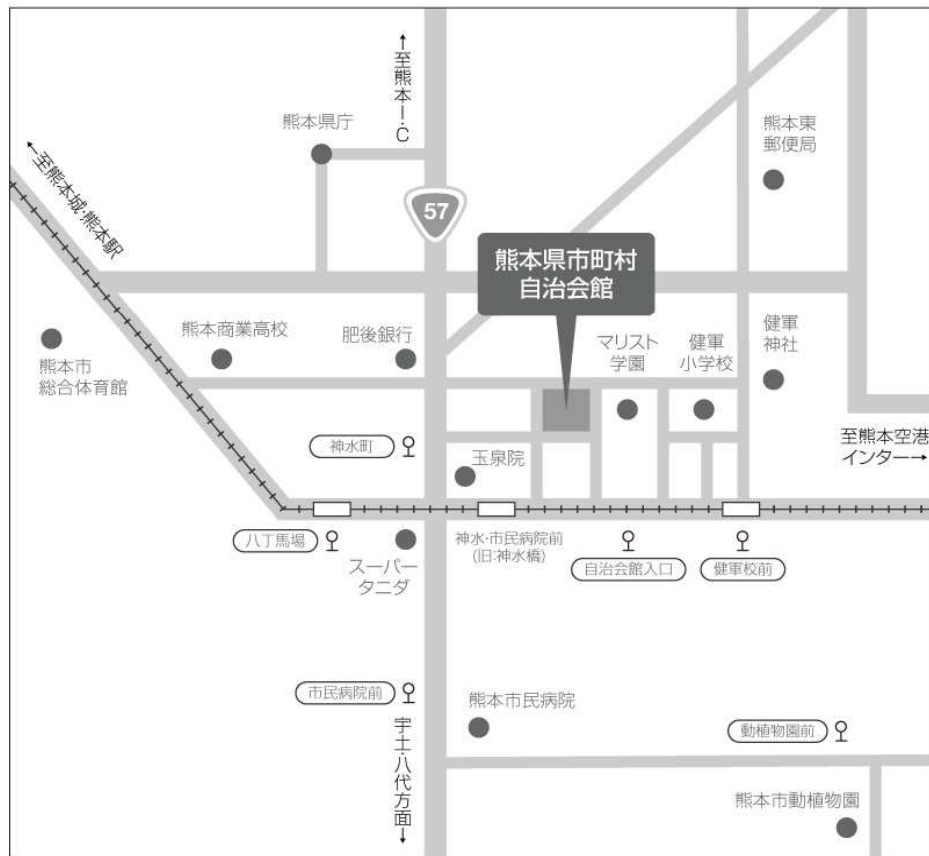 ↑至熊本I・C
熊本県庁
熊本東
郵便局
←至熊本城・熊本駅
57
熊本県市町村
自治会館
熊本商業高校
肥後銀行
マリスト
学園
健軍
小学校
健軍
神社
熊本市
総合体育館
神水町
至熊本空港
インター→
玉泉院
八丁馬場
スーパー
タニダ
神水・市民病院前
(旧:神水橋)
自治会館入口
健軍校前
市民病院前
熊本市民病院
動植物園前
宇土・八代方面↓
熊本市動植物園